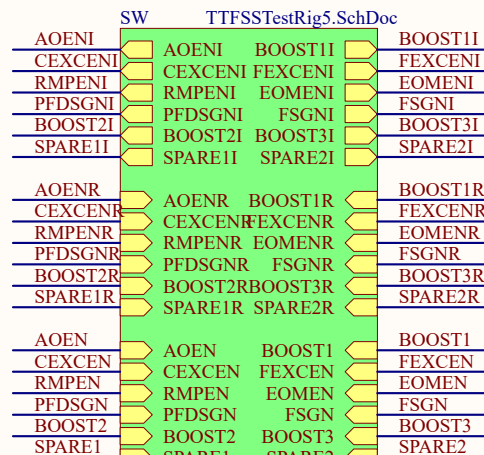 SW TTFSSTestRig5.SchDoc
AOENI AOENI BOOST1I BOOST1I
CEXCENI CEXCENI FEXCENI FEXCENI
RMPENI RMPENI EOMENI EOMENI
PFDSGNI PFDSGNI FSGNI FSGNI
BOOST2I BOOST2I BOOST3I BOOST3I
SPARE1I SPARE1I SPARE2I SPARE2I
AOENR AOENR BOOST1R BOOST1R
CEXCENR CEXCENR FEXCENR FEXCENR
RMPENR RMPENR EOMENR EOMENR
PFDSGNR PFDSGNR FSGNR FSGNR
BOOST2R BOOST2R BOOST3R BOOST3R
SPARE1R SPARE1R SPARE2R SPARE2R
AOEN AOEN BOOST1 BOOST1
CEXCEN CEXCEN FEXCEN FEXCEN
RMPEN RMPEN EOMEN EOMEN
PFDSGN PFDSGN FSGN FSGN
BOOST2 BOOST2 BOOST3 BOOST3
SPARE1 SPARE1 SPARE2 SPARE2